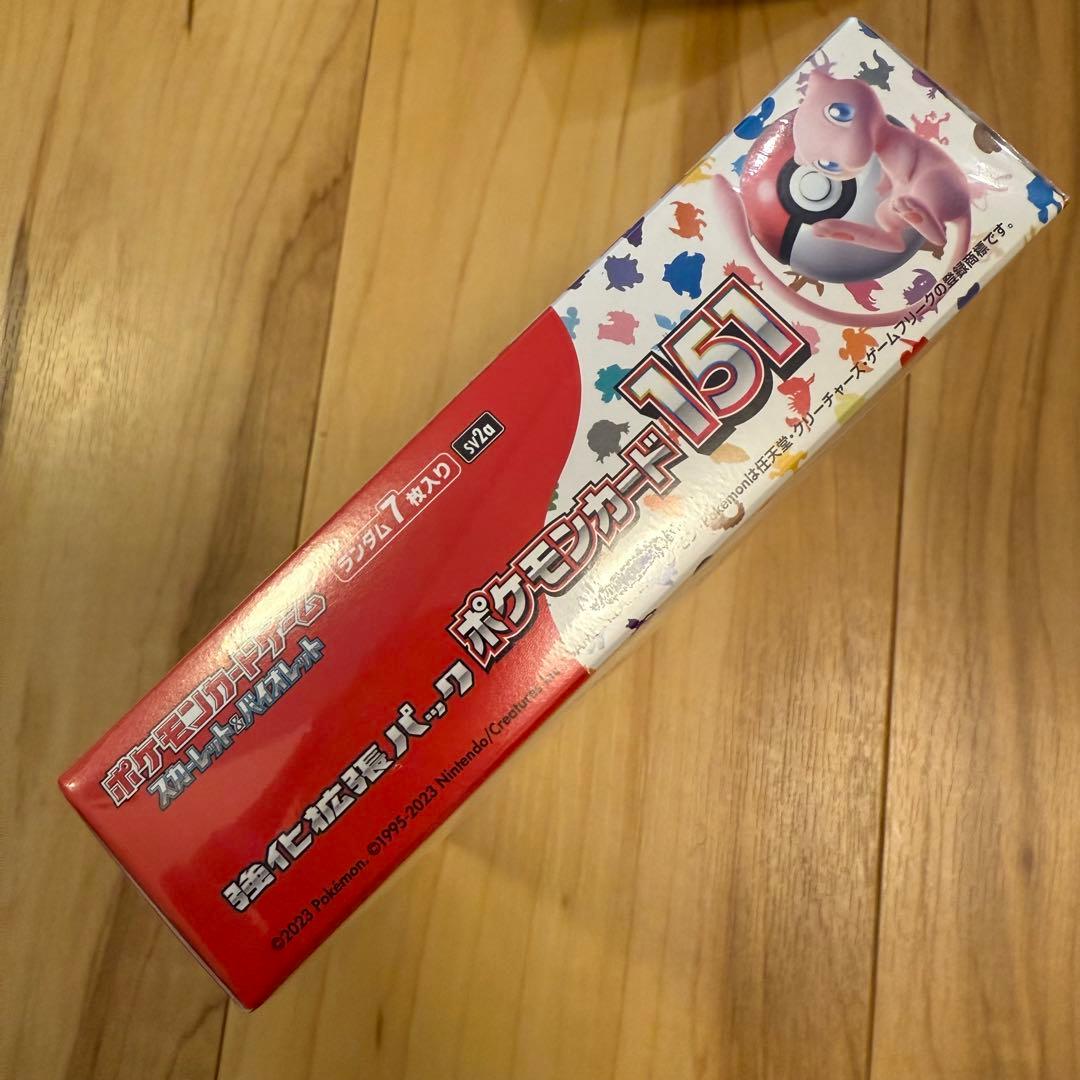 ポケモンカードゲーム
スカーレット&バイオレット
ランダム7枚入り
sv2a
強化拡張パック
ポケモンカード151
©2023 Pokémon. ©1995-2023 Nintendo/Creatures Inc.
Pokémonは任天堂・クリーチャーズ・ゲームフリークの登録商標です。